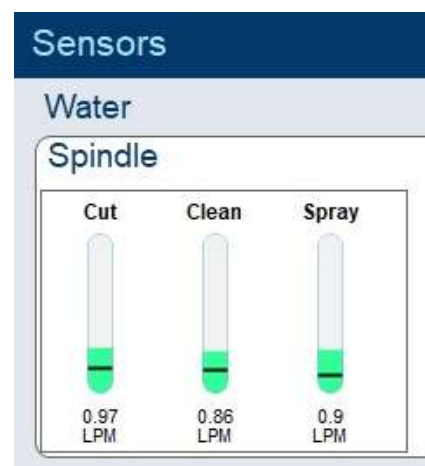 Sensors
Water
Spindle
Cut Clean Spray
0.97 0.86 0.9
LPM LPM LPM